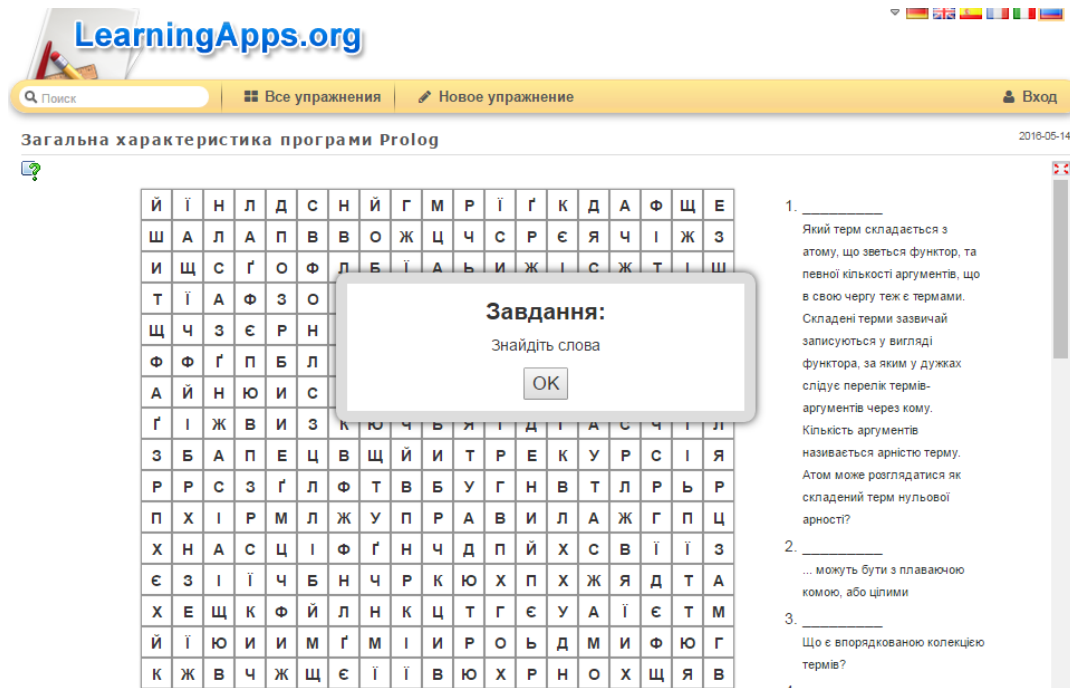 LearningApps.org
Поиск
Все упражнения
Новое упражнение
Вход
Загальна характеристика програми Prolog
2016-05-14
Й Ї Н Л Д С Н Й Г М Р Ї Ґ К Д А Ф Щ Е
Ш А Л А П В В О Ж Ц Ч С Р Є Я Ч І Ж З
И Щ С Ґ О Ф Л Б Ї А Ь И Ж І С Ж Т І Ш
Т Ї А Ф З О
Щ Ч З Є Р Н
Ф Ф Ґ П Б Л
А Й Н Ю И С
Ґ І Ж В И З К Ю Ч Б Я І Д І А С Ч І Л
З Б А П Е Ц В Щ Й И Т Р Е К У Р С І Я
Р Р С З Ґ Л Ф Т В Б У Г Н В Т Л Р Ь Р
П Х І Р М Л Ж У П Р А В И Л А Ж Г П Ц
Х Н А С Ц І Ф Ґ Н Ч Д П Й Х С В Ї Ї З
Є З І Ї Ч Б Н Ч Р К Ю Х П Х Ж Я Д Т А
Х Е Щ К Ф Й Л Н К Ц Т Г Є У А Ї Є Т М
Й Ї Ю И И М Ґ М І И Р О Ь Д М И Ф Ю Г
К Ж В Ч Ж Щ Є Ї Ї В Ю Х Р Н О Х Щ Я В
Завдання:
Знайдіть слова
OK
1. __________
Який терм складається з
атому, що зветься функтор, та
певної кількості аргументів, що
в свою чергу теж є термами.
Складені терми зазвичай
записуються у вигляді
функтора, за яким у дужках
слідує перелік термів-
аргументів через кому.
Кількість аргументів
називається арністю терму.
Атом може розглядатися як
складений терм нульової
арності?
2. __________
... можуть бути з плаваючою
комою, або цілими
3. __________
Що є впорядкованою колекцією
термів?